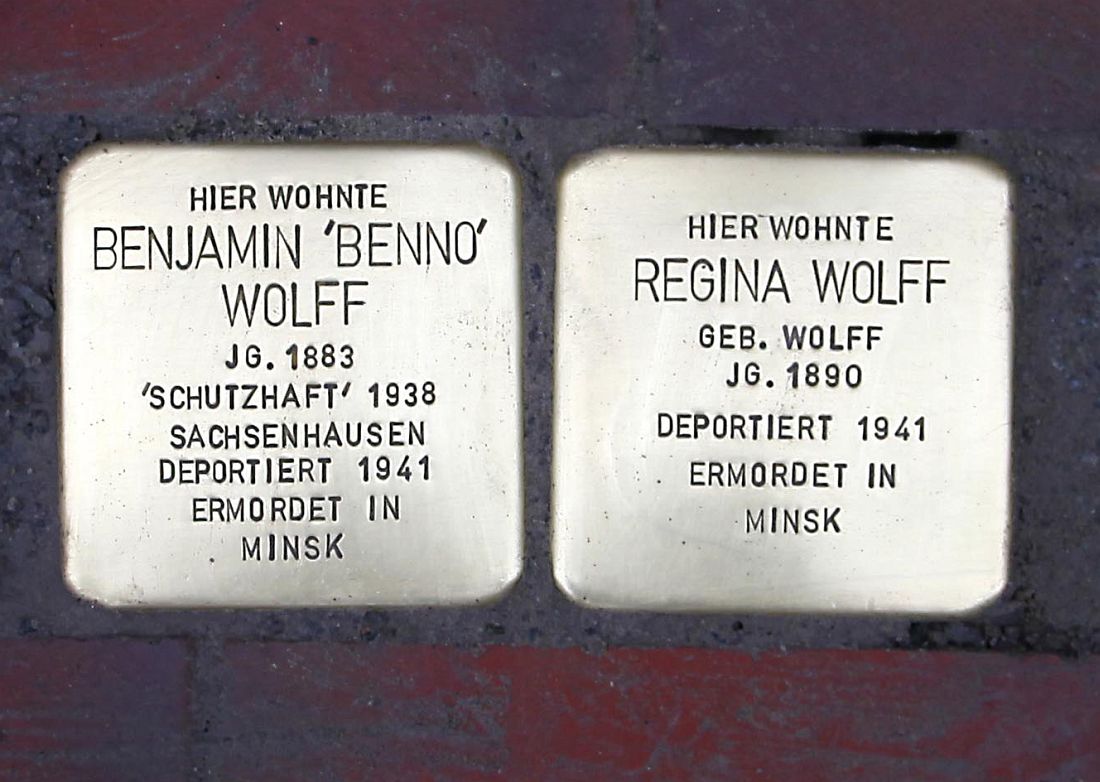 HIER WOHNTE
BENJAMIN 'BENNO'
WOLFF
JG. 1883
'SCHUTZHAFT' 1938
SACHSENHAUSEN
DEPORTIERT 1941
ERMORDET IN
MINSK
HIER WOHNTE
REGINA WOLFF
GEB. WOLFF
JG. 1890
DEPORTIERT 1941
ERMORDET IN
MINSK